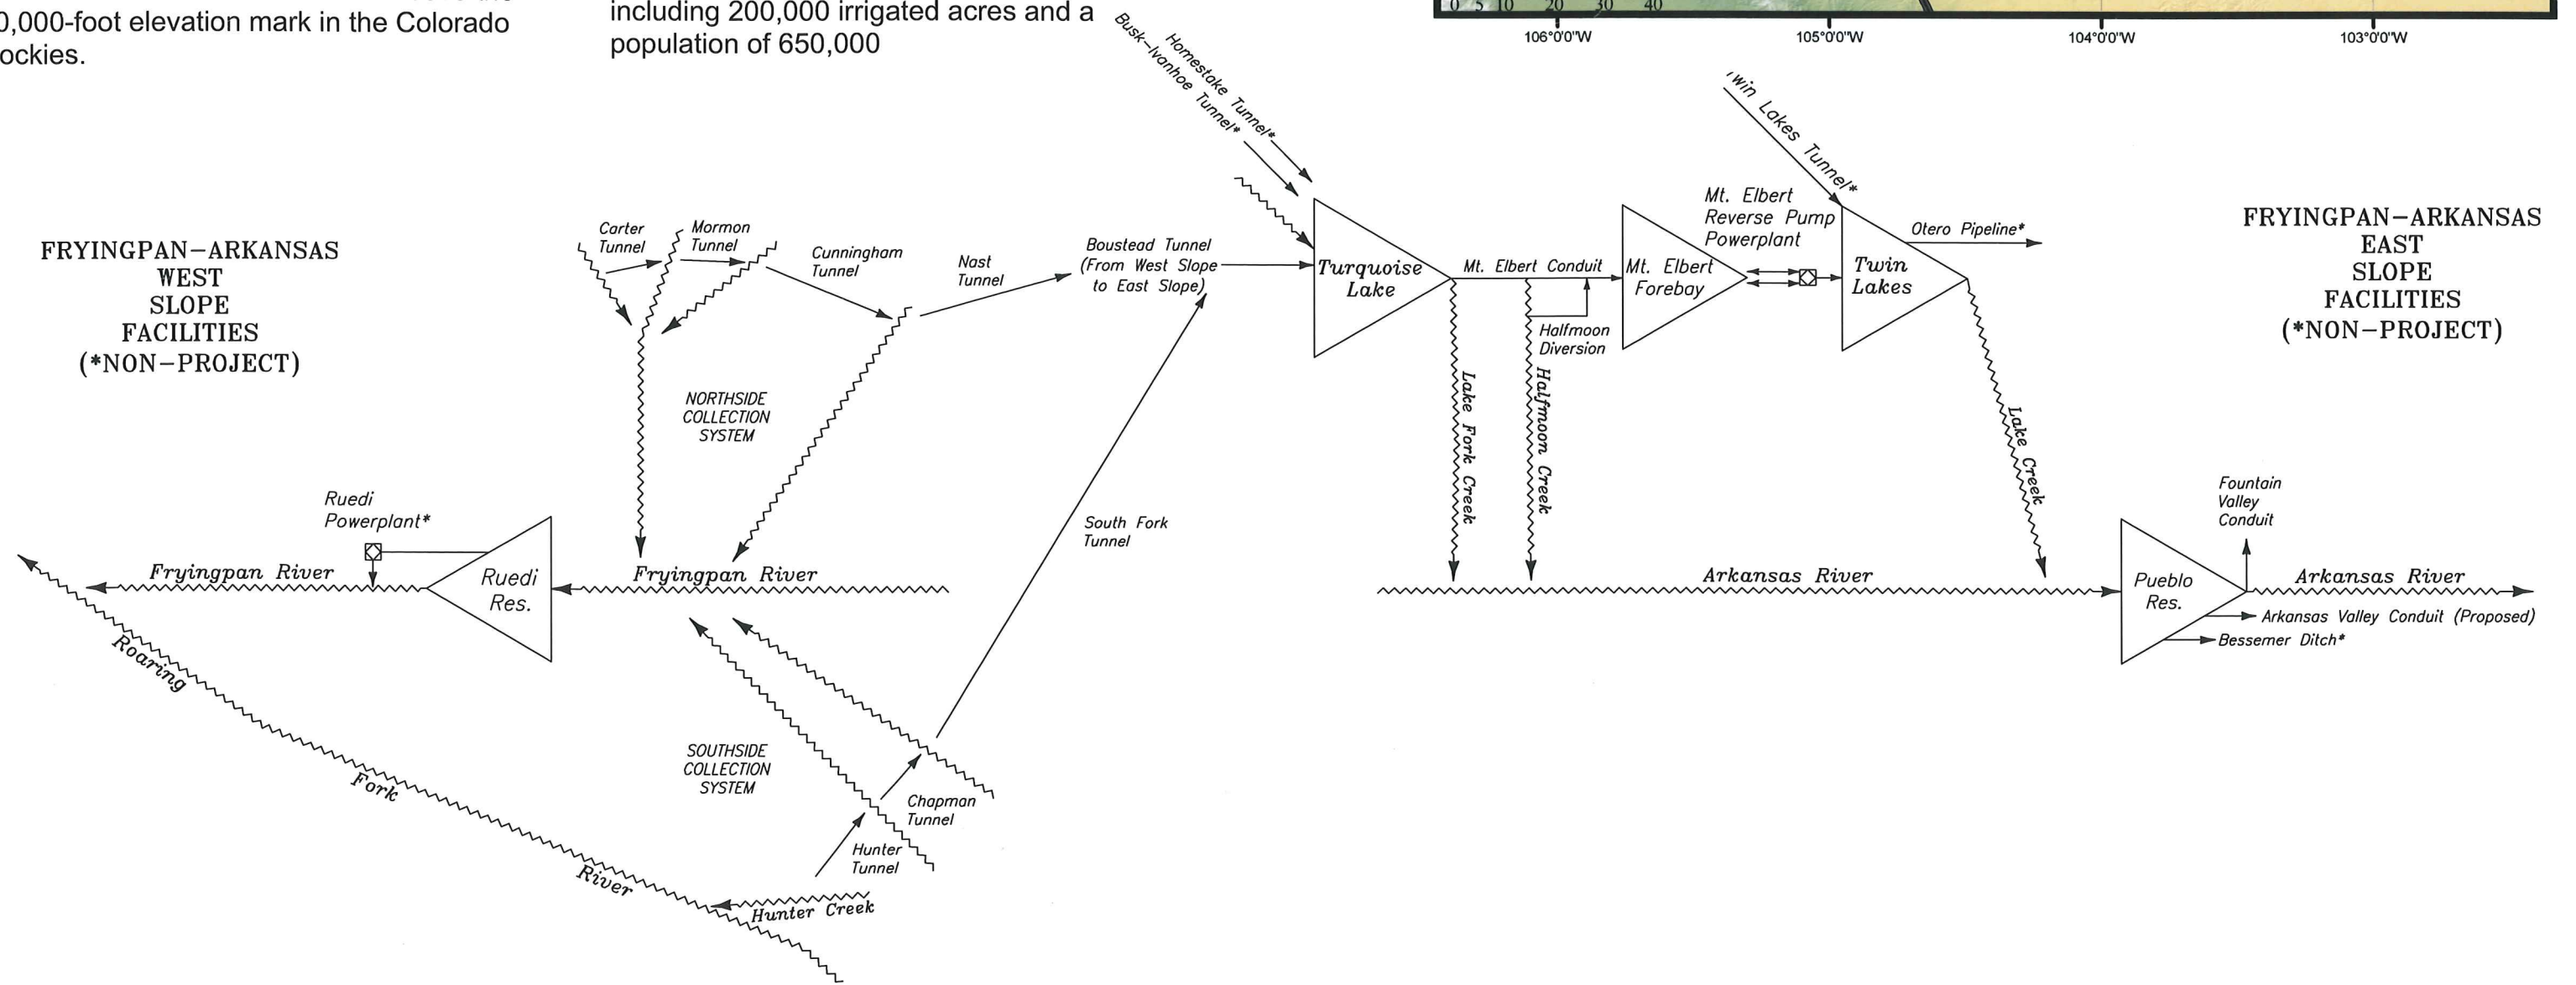 0,000-foot elevation mark in the Colorado
ockies.
including 200,000 irrigated acres and a
population of 650,000
0 5 10 20 30 40
106°0'0"W
105°0'0"W
104°0'0"W
103°0'0"W
FRYINGPAN-ARKANSAS
WEST
SLOPE
FACILITIES
(*NON-PROJECT)
Carter
Tunnel
Mormon
Tunnel
Cunningham
Tunnel
Nast
Tunnel
Boustead Tunnel
(From West Slope
to East Slope)
Busk-Ivanhoe Tunnel*
Homestake Tunnel*
Turquoise
Lake
Mt. Elbert Conduit
Halfmoon
Diversion
Mt. Elbert
Forebay
Mt. Elbert
Reverse Pump
Powerplant
Twin Lakes Tunnel*
Twin
Lakes
Otero Pipeline*
FRYINGPAN-ARKANSAS
EAST
SLOPE
FACILITIES
(*NON-PROJECT)
NORTHSIDE
COLLECTION
SYSTEM
Lake Fork Creek
Halfmoon Creek
Lake Creek
Ruedi
Powerplant*
Fryingpan River
Ruedi
Res.
Fryingpan River
South Fork
Tunnel
Arkansas River
Pueblo
Res.
Fountain
Valley
Conduit
Arkansas River
Arkansas Valley Conduit (Proposed)
Bessemer Ditch*
Roaring
Fork
River
SOUTHSIDE
COLLECTION
SYSTEM
Chapman
Tunnel
Hunter
Tunnel
Hunter Creek